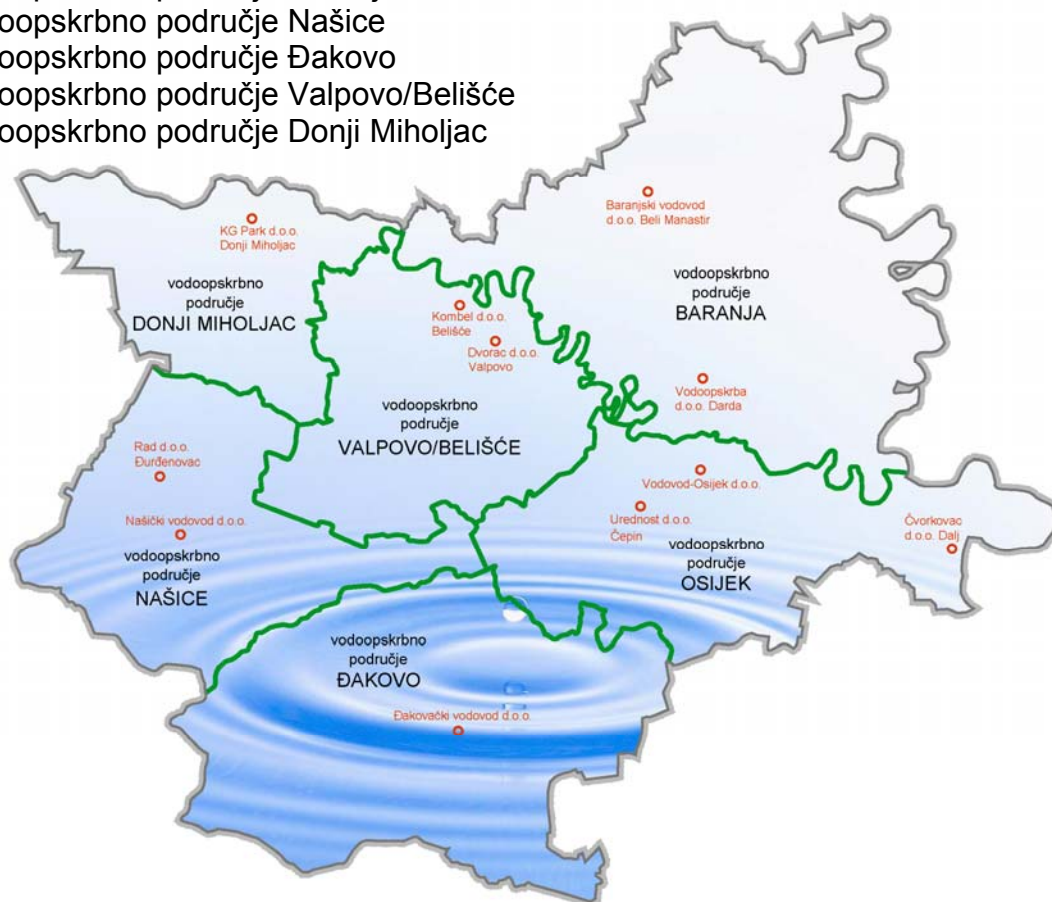 oopskrbno područje Našice
oopskrbno područje Đakovo
oopskrbno područje Valpovo/Belišće
oopskrbno područje Donji Miholjac
KG Park d.o.o.
Donji Miholjac
vodoopskrbno
područje
DONJI MIHOLJAC
Baranjski vodovod
d.o.o. Beli Manastir
vodoopskrbno
područje
BARANJA
Kombel d.o.o.
Belišće
Dvorac d.o.o.
Valpovo
vodoopskrbno
područje
VALPOVO/BELIŠĆE
Vodoopskrba
d.o.o. Darda
Rad d.o.o.
Đurđenovac
Našički vodovod d.o.o.
vodoopskrbno
područje
NAŠICE
Vodovod-Osijek d.o.o.
Urednost d.o.o.
Čepin
vodoopskrbno
područje
OSIJEK
Čvorkovac
d.o.o. Dalj
vodoopskrbno
područje
ĐAKOVO
Đakovački vodovod d.o.o.